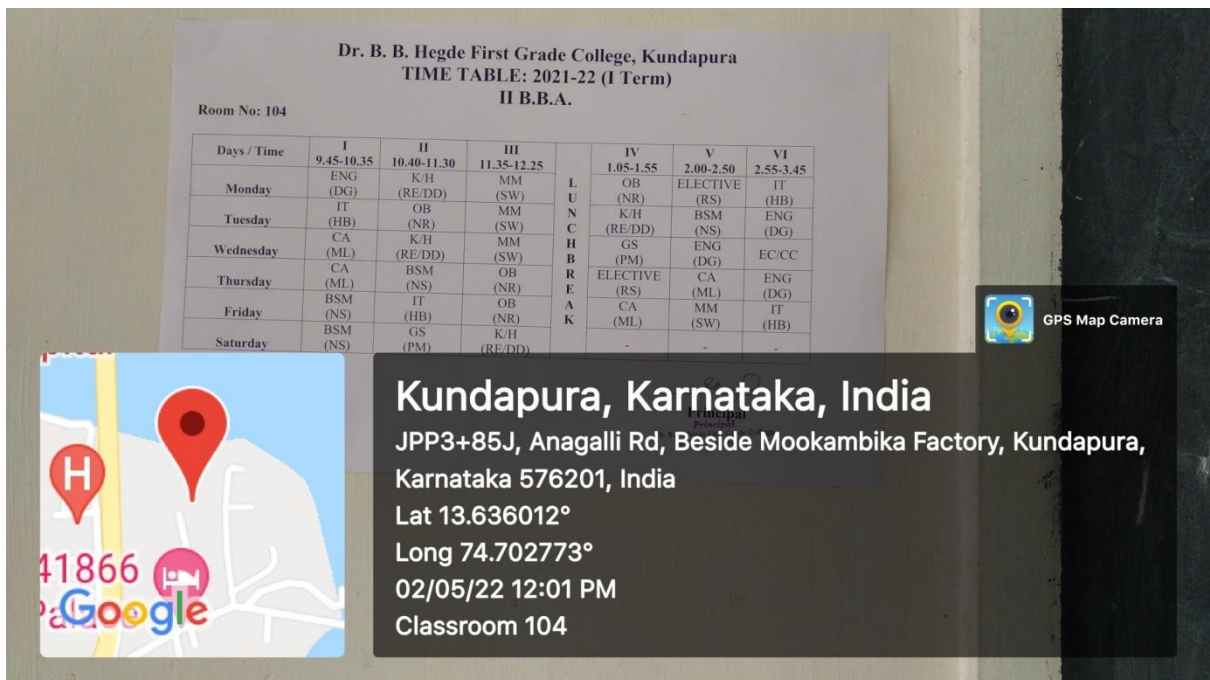 Dr. B. B. Hegde First Grade College, Kundapura
TIME TABLE: 2021-22 (I Term)
II B.B.A.
Room No: 104
Days / Time I II III IV V VI
9.45-10.35 10.40-11.30 11.35-12.25 1.05-1.55 2.00-2.50 2.55-3.45
LUNCH BREAK
Monday ENG K/H MM OB ELECTIVE IT
(DG) (RE/DD) (SW) (NR) (RS) (HB)
Tuesday IT OB MM K/H BSM ENG
(HB) (NR) (SW) (RE/DD) (NS) (DG)
Wednesday CA K/H MM GS ENG EC/CC
(ML) (RE/DD) (SW) (PM) (DG)
Thursday CA BSM OB ELECTIVE CA ENG
(ML) (NS) (NR) (RS) (ML) (DG)
Friday BSM IT OB CA MM IT
(NS) (HB) (NR) (ML) (SW) (HB)
Saturday BSM GS K/H - - -
(NS) (PM) (RE/DD)
Principal
Principal
GPS Map Camera
Kundapura, Karnataka, India
JPP3+85J, Anagalli Rd, Beside Mookambika Factory, Kundapura,
Karnataka 576201, India
Lat 13.636012°
Long 74.702773°
02/05/22 12:01 PM
Classroom 104
H
41866
Google